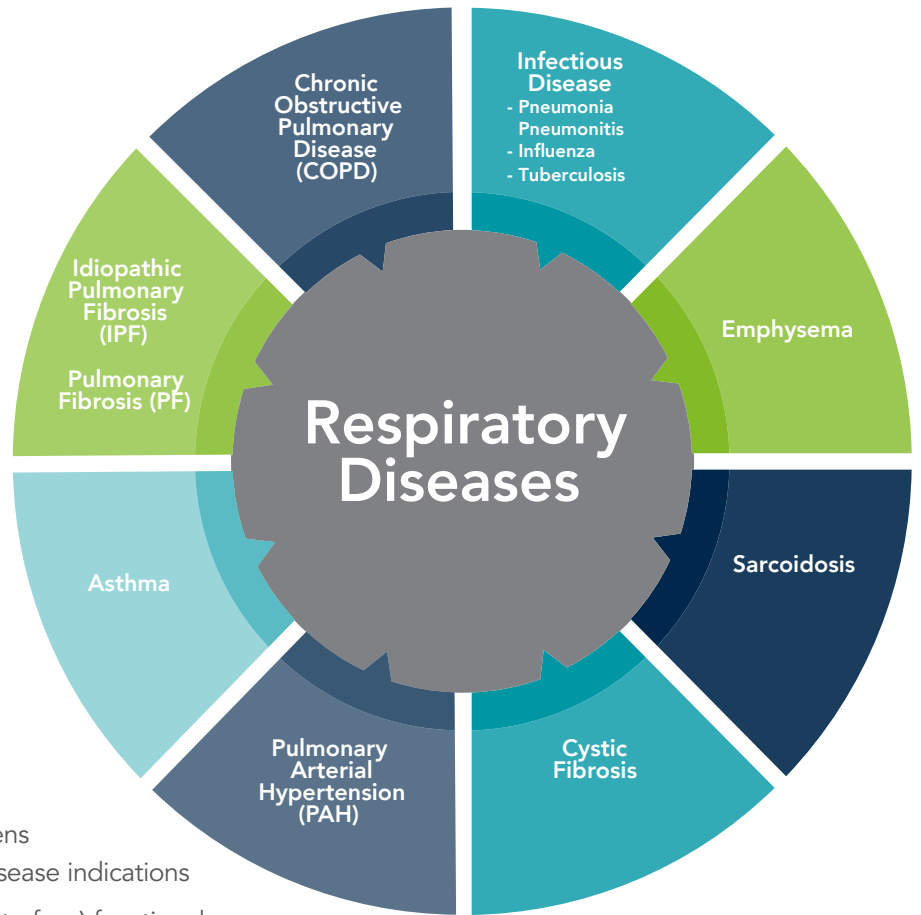 Chronic
Obstructive
Pulmonary
Disease
(COPD)
Infectious
Disease
- Pneumonia
Pneumonitis
- Influenza
- Tuberculosis
Idiopathic
Pulmonary
Fibrosis
(IPF)
Pulmonary
Fibrosis (PF)
Emphysema
Respiratory
Diseases
Asthma
Sarcoidosis
Pulmonary
Arterial
Hypertension
(PAH)
Cystic
Fibrosis
ens
sease indications